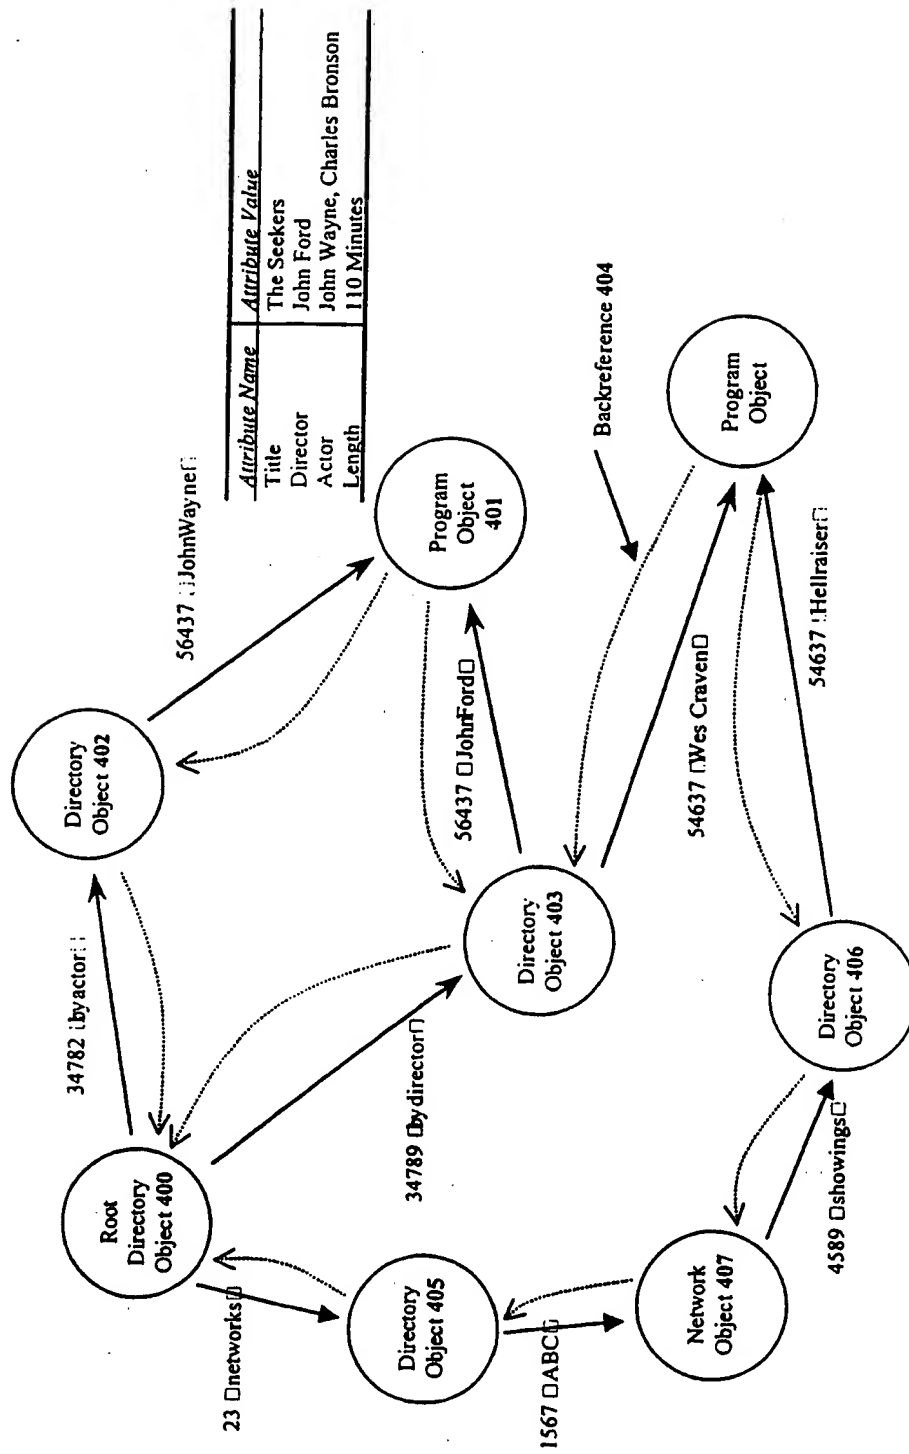 Attribute Name Attribute Value
Title The Seekers
Director John Ford
Actor John Wayne, Charles Bronson
Length 110 Minutes
56437 □JohnWayne□
Directory
Object 402
34782 □byactor□
Root
Directory
Object 400
Program
Object
401
56437 □JohnFord□
Backreference 404
Directory
Object 403
34789 □bydirector□
23 □networks□
Directory
Object 405
Program
Object
54637 □Wes Craven□
54637 □Hellraiser□
1567 □ABC□
Network
Object 407
Directory
Object 406
4589 □showings□